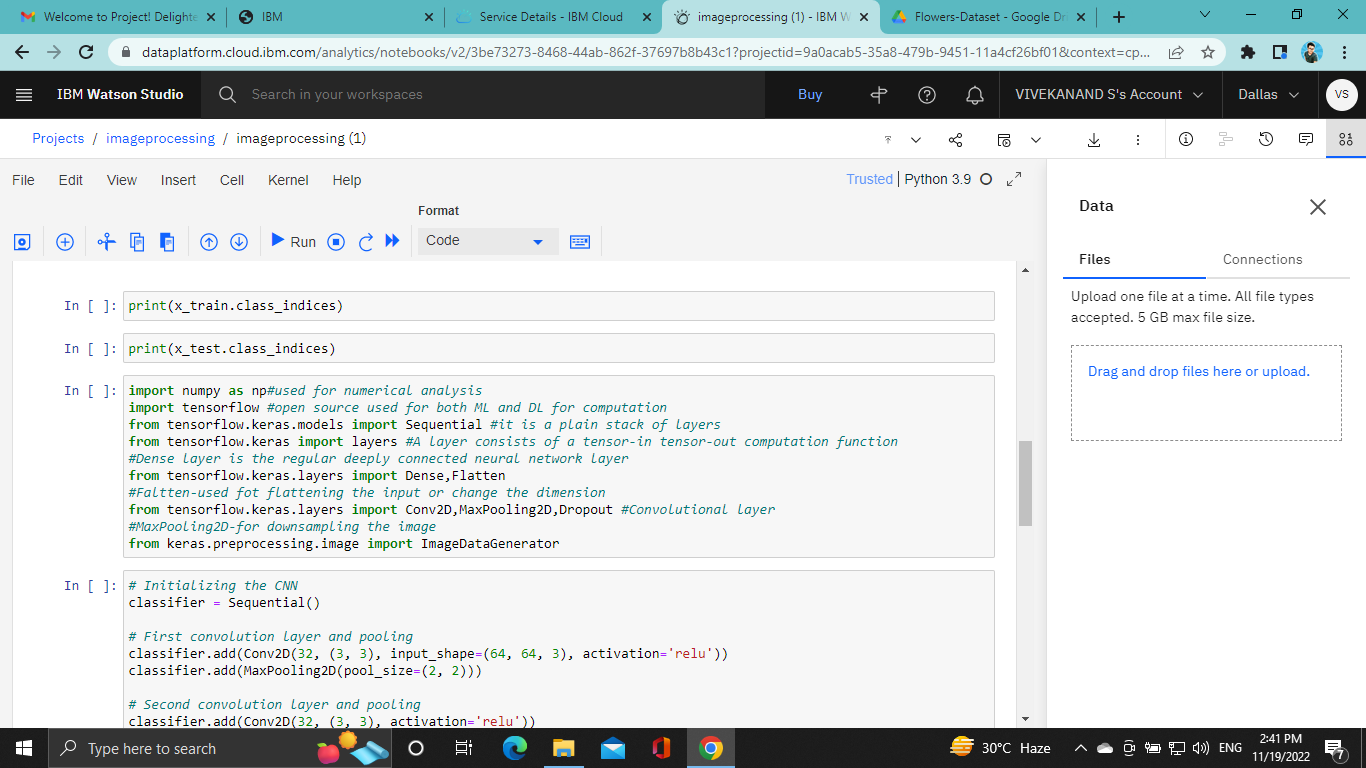 Welcome to Project! Delighte
IBM
Service Details - IBM Cloud
imageprocessing (1) - IBM W
Flowers-Dataset - Google Dri
dataplatform.cloud.ibm.com/analytics/notebooks/v2/3be73273-8468-44ab-862f-37697b8b43c1?projectid=9a0acab5-35a8-479b-9451-11a4cf26bf01&context=cp...
IBM Watson Studio
Search in your workspaces
Buy
VIVEKANAND S's Account
Dallas
VS
Projects / imageprocessing / imageprocessing (1)
File Edit View Insert Cell Kernel Help
Trusted | Python 3.9
Format
Run
Code
Data
Files
Connections
Upload one file at a time. All file types
accepted. 5 GB max file size.
Drag and drop files here or upload.
In [ ]: print(x_train.class_indices)
In [ ]: print(x_test.class_indices)
In [ ]: import numpy as np#used for numerical analysis
import tensorflow #open source used for both ML and DL for computation
from tensorflow.keras.models import Sequential #it is a plain stack of layers
from tensorflow.keras import layers #A layer consists of a tensor-in tensor-out computation function
#Dense layer is the regular deeply connected neural network layer
from tensorflow.keras.layers import Dense,Flatten
#Faltten-used fot flattening the input or change the dimension
from tensorflow.keras.layers import Conv2D,MaxPooling2D,Dropout #Convolutional layer
#MaxPooling2D-for downsampling the image
from keras.preprocessing.image import ImageDataGenerator
In [ ]: # Initializing the CNN
classifier = Sequential()
# First convolution layer and pooling
classifier.add(Conv2D(32, (3, 3), input_shape=(64, 64, 3), activation='relu'))
classifier.add(MaxPooling2D(pool_size=(2, 2)))
# Second convolution layer and pooling
classifier.add(Conv2D(32, (3, 3), activation='relu'))
Type here to search
30°C Haze
ENG
2:41 PM
11/19/2022
7